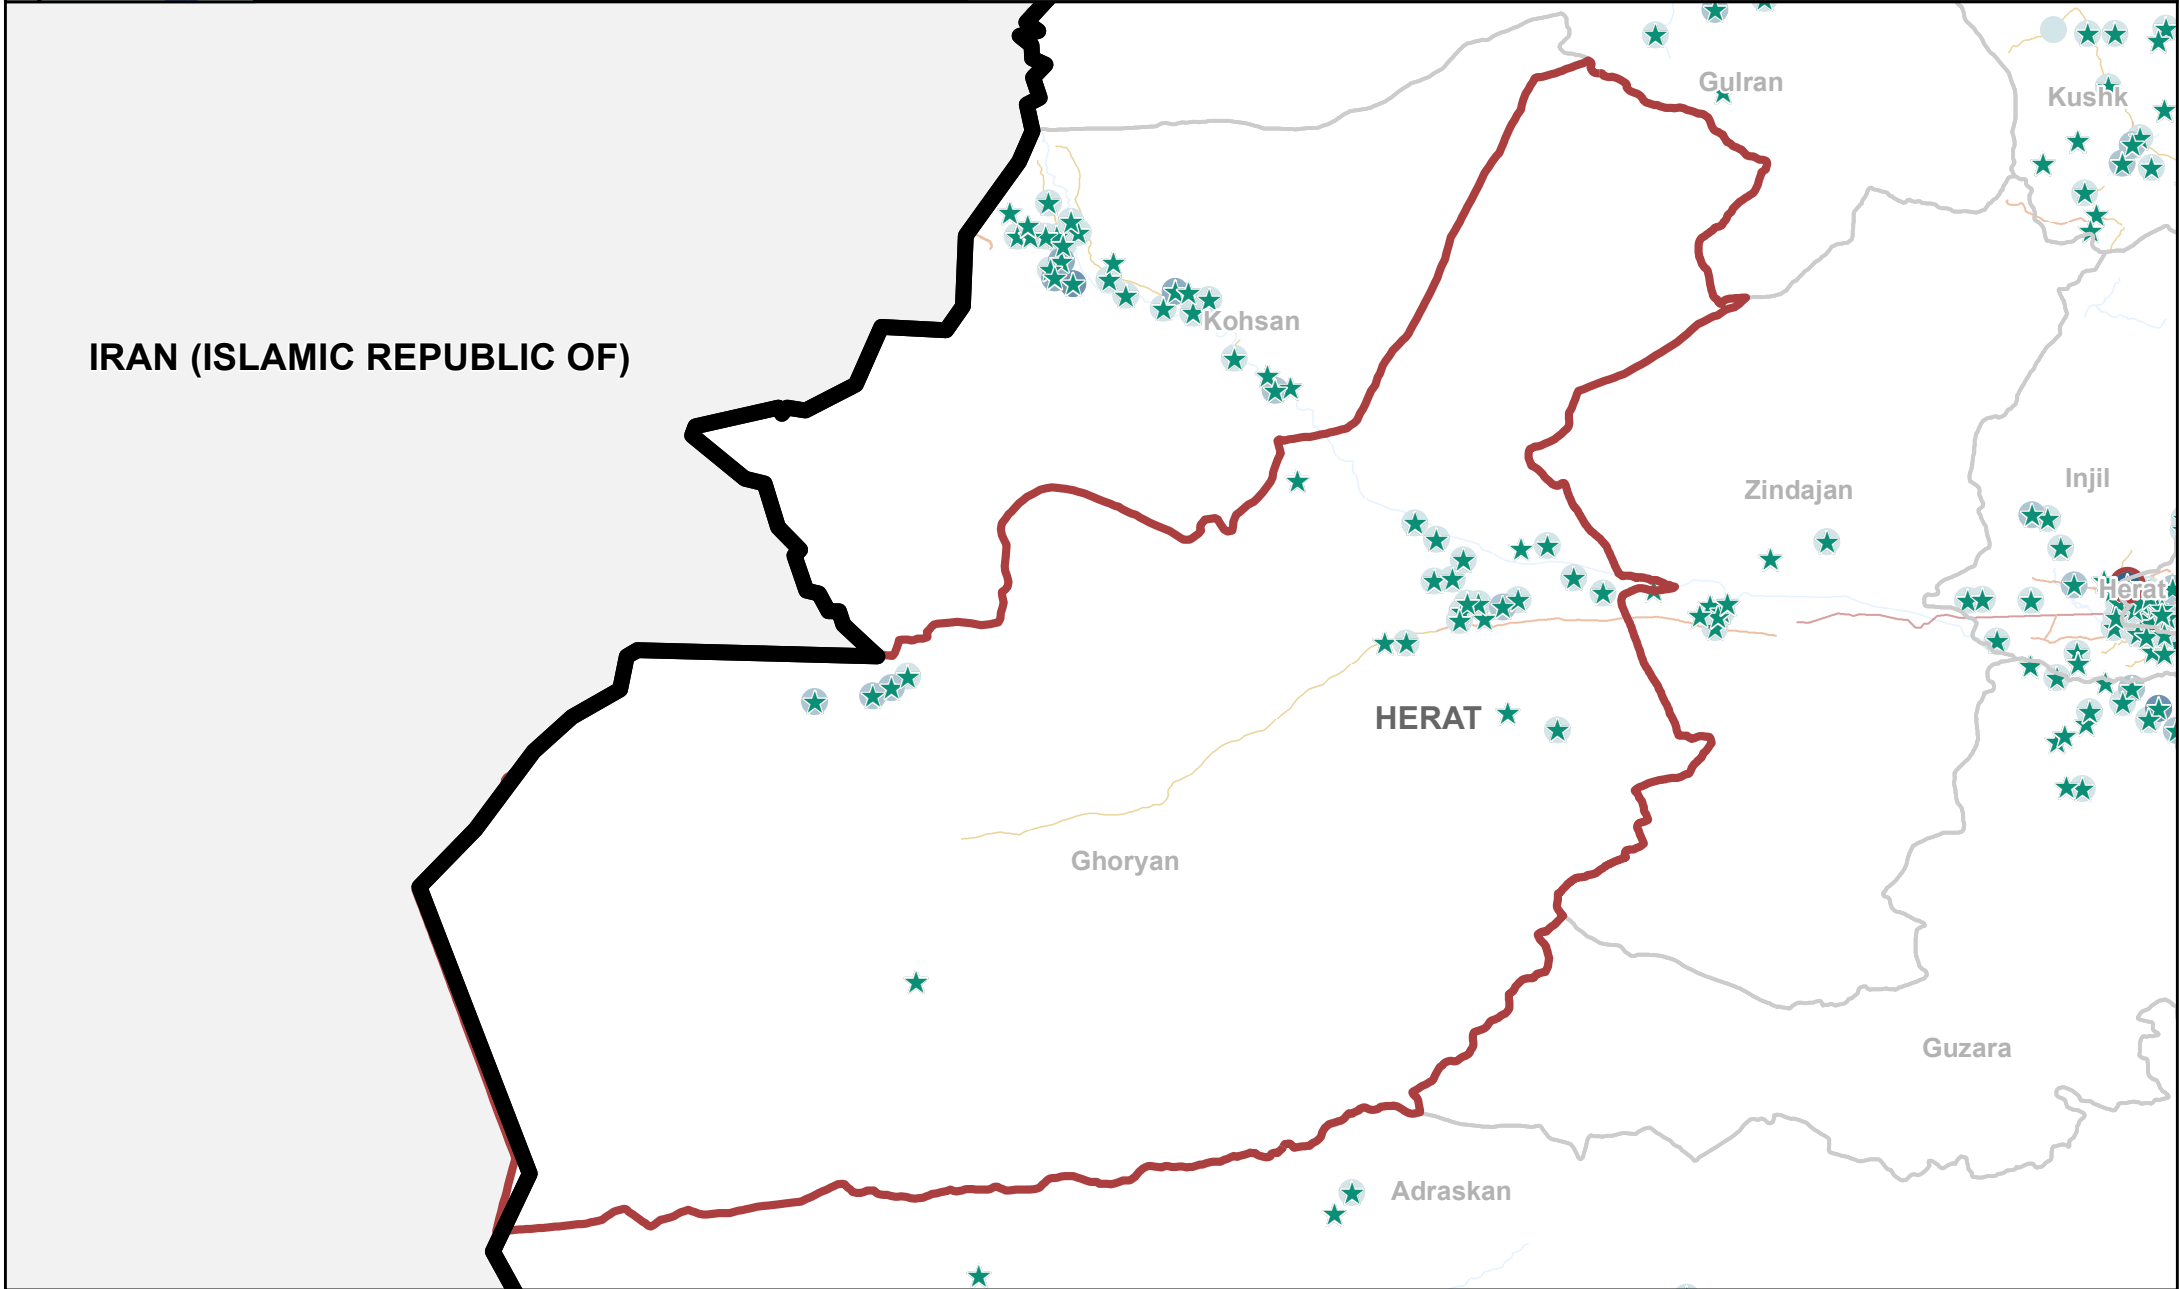 Gulran
Kushk
Kohsan
IRAN (ISLAMIC REPUBLIC OF)
Injil
Zindajan
Herat
HERAT
Ghoryan
Guzara
Adraskan